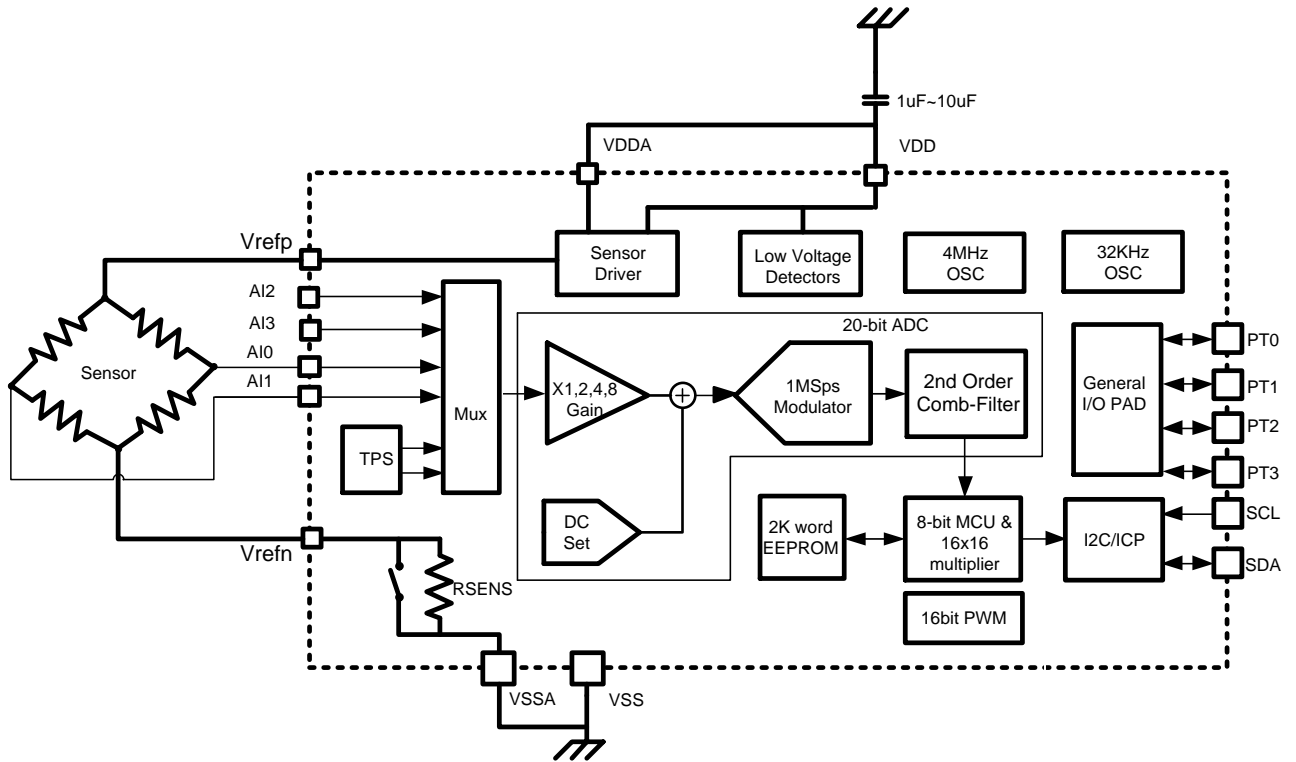 1uF~10uF
VDDA
VDD
Vrefp
Sensor
Driver
Low Voltage
Detectors
4MHz
OSC
32KHz
OSC
AI2
AI3
AI0
AI1
Sensor
Mux
TPS
20-bit ADC
X1,2,4,8
Gain
1MSps
Modulator
2nd Order
Comb-Filter
General
I/O PAD
PT0
PT1
PT2
PT3
SCL
SDA
DC
Set
2K word
EEPROM
8-bit MCU &
16x16
multiplier
I2C/ICP
Vrefn
RSENS
16bit PWM
VSSA
VSS